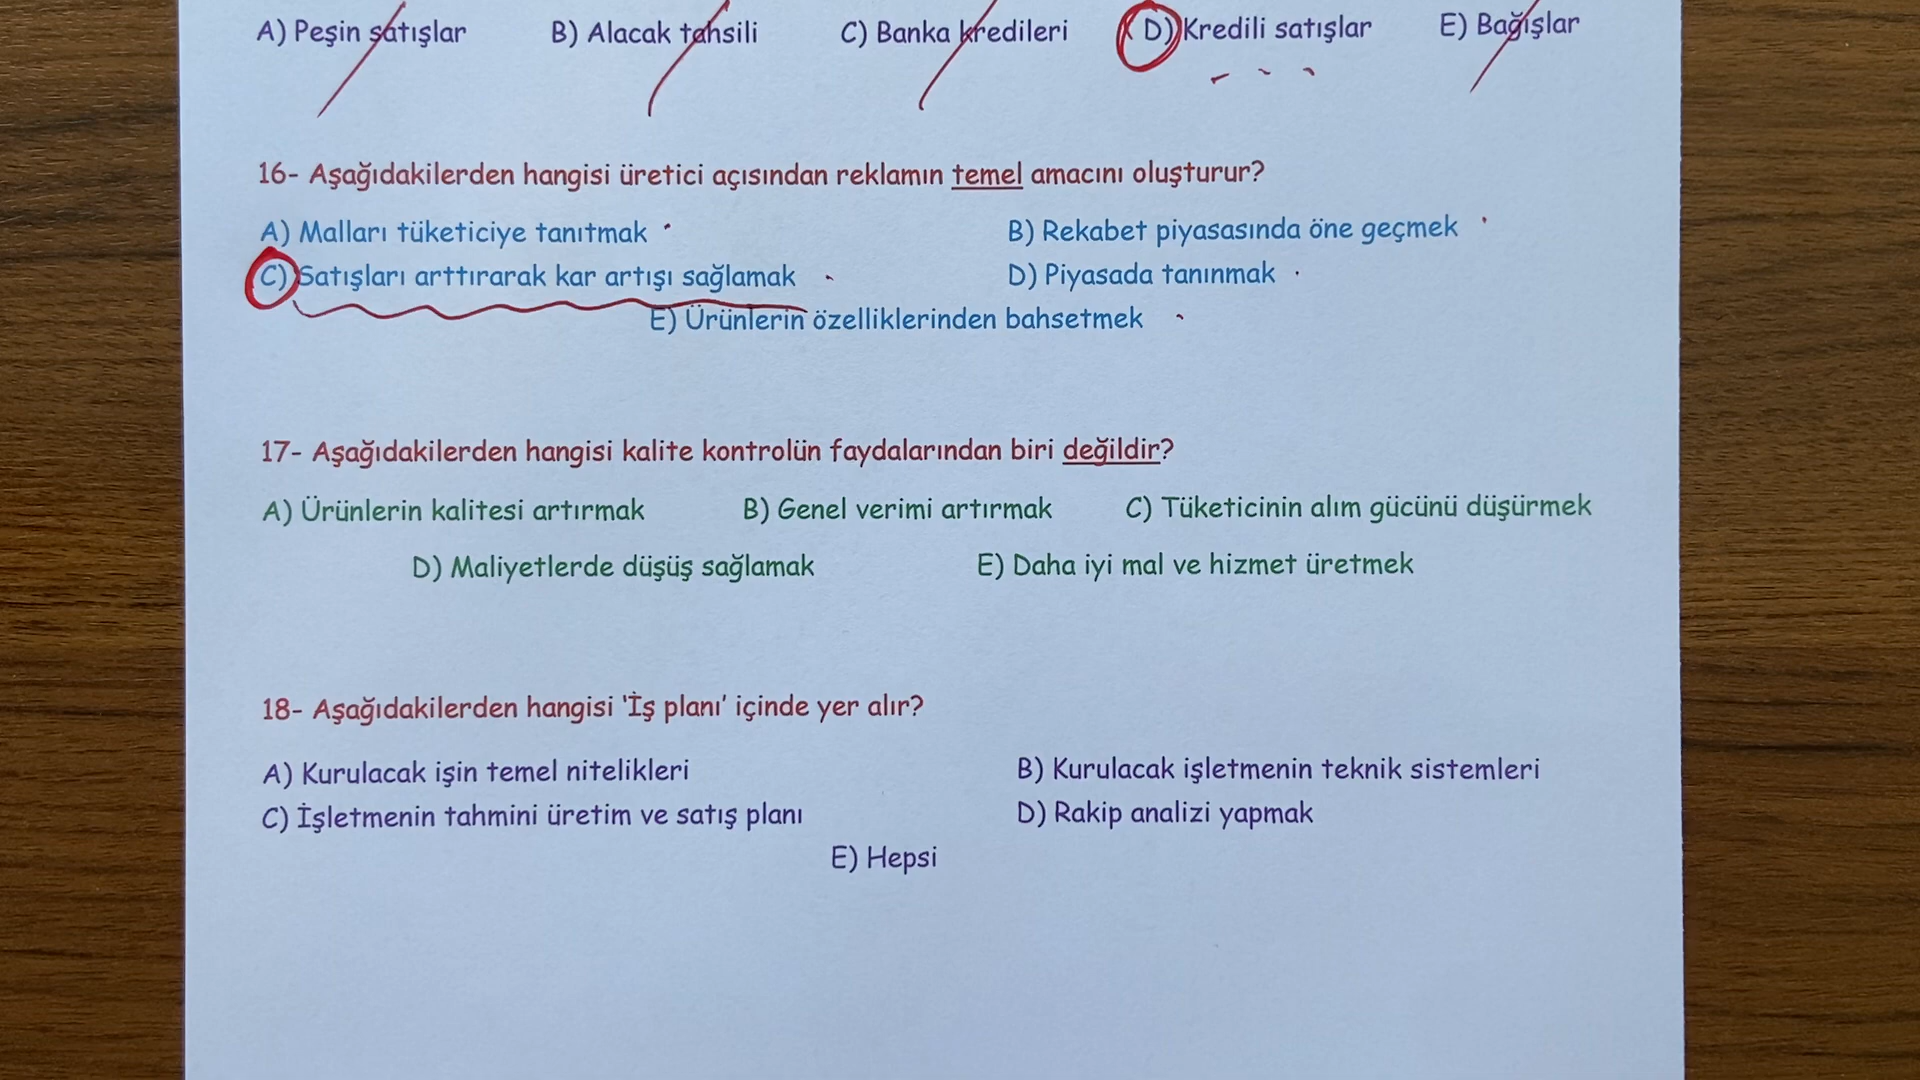 A) Peşin satışlar B) Alacak tahsili C) Banka kredileri D) Kredili satışlar E) Bağışlar
16- Aşağıdakilerden hangisi üretici açısından reklamın temel amacını oluşturur?
A) Malları tüketiciye tanıtmak B) Rekabet piyasasında öne geçmek
C) Satışları arttırarak kar artışı sağlamak D) Piyasada tanınmak
E) Ürünlerin özelliklerinden bahsetmek
17- Aşağıdakilerden hangisi kalite kontrolün faydalarından biri değildir?
A) Ürünlerin kalitesi artırmak B) Genel verimi artırmak C) Tüketicinin alım gücünü düşürmek
D) Maliyetlerde düşüş sağlamak E) Daha iyi mal ve hizmet üretmek
18- Aşağıdakilerden hangisi 'İş planı' içinde yer alır?
A) Kurulacak işin temel nitelikleri B) Kurulacak işletmenin teknik sistemleri
C) İşletmenin tahmini üretim ve satış planı D) Rakip analizi yapmak
E) Hepsi